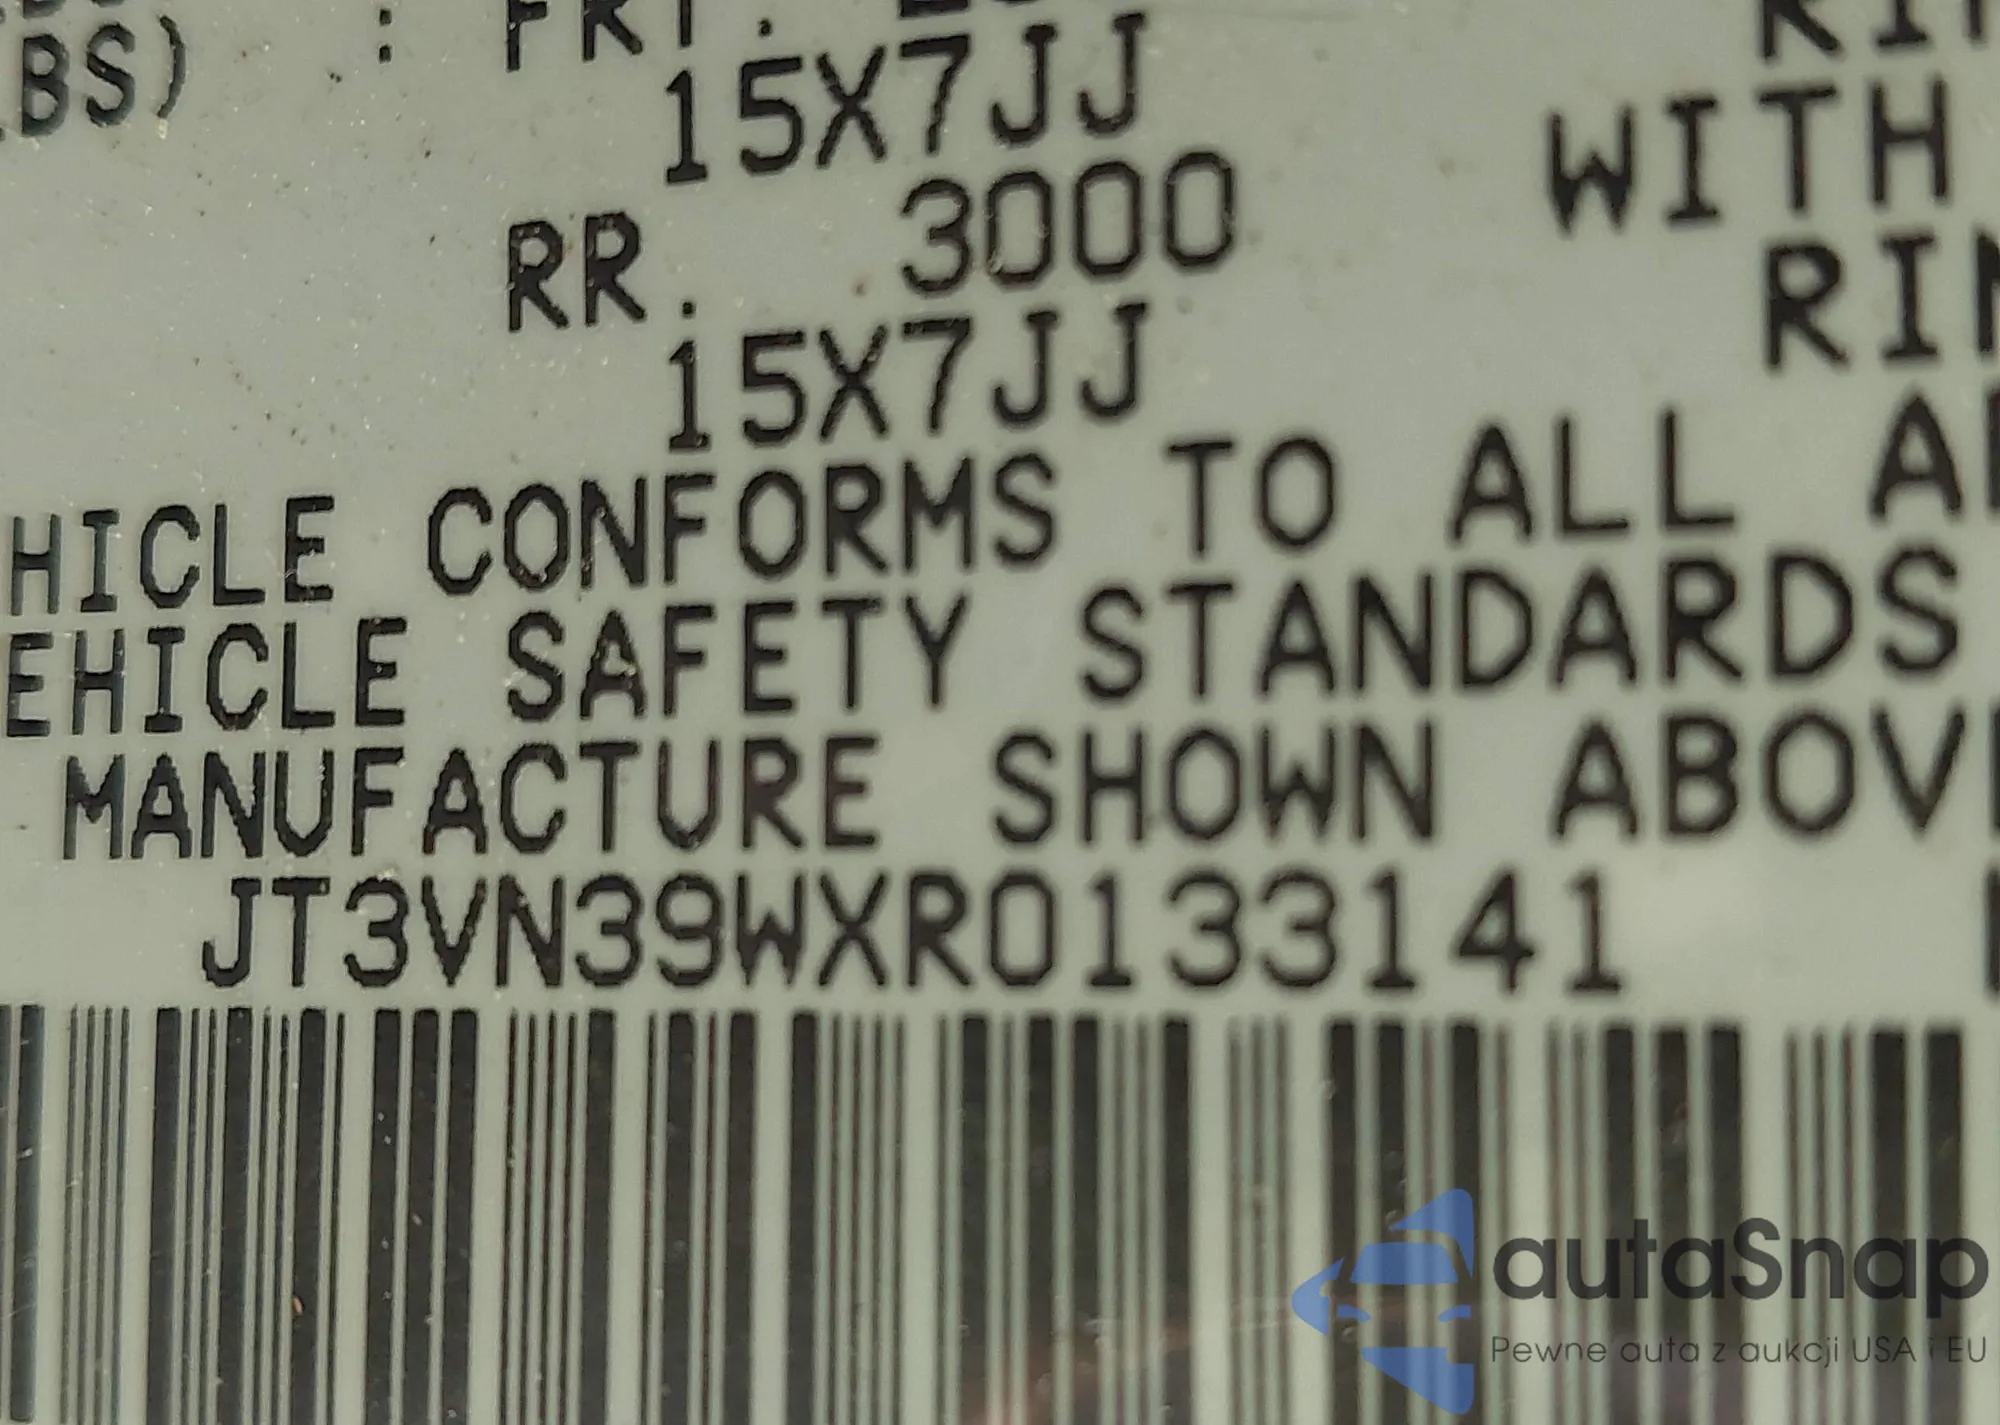 BS) : FRT.
15X7JJ
WITH
RR. 3000
15X7JJ
HICLE CONFORMS TO ALL
EHICLE SAFETY STANDARDS
MANUFACTURE SHOWN ABOV
JT3VN39WXR0133141
autaSnap
Pewne auta z aukcji USA i EU